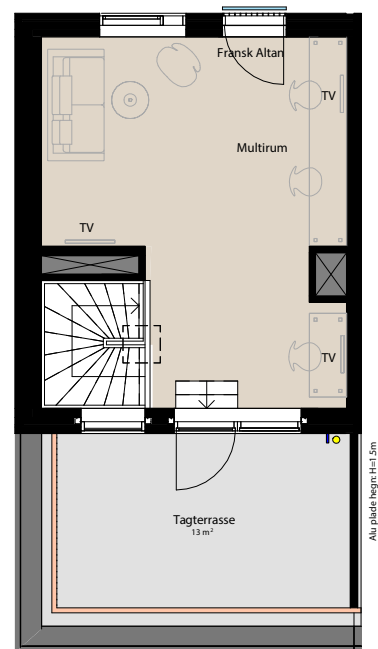 Fransk Altan
TV
Multirum
TV
TV
Tagterrasse
13 m²
Alu plade hegn: H=1.5m